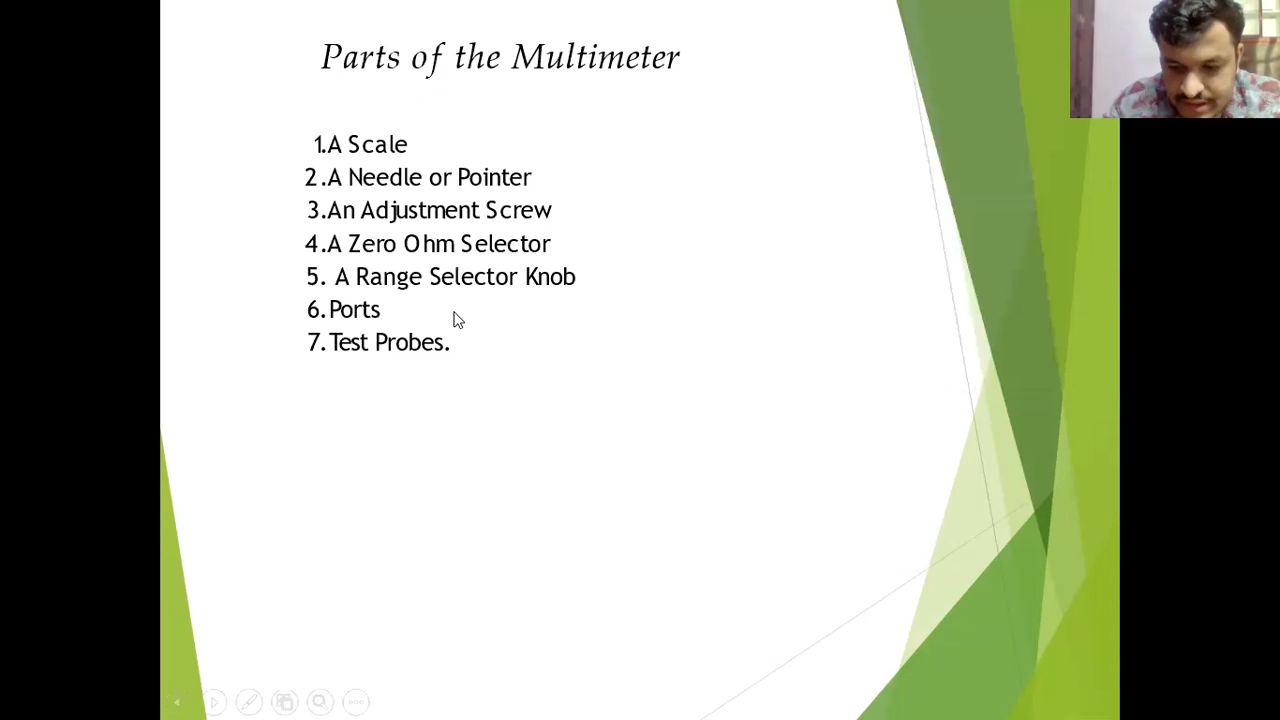 Parts of the Multimeter
1.A Scale
2.A Needle or Pointer
3.An Adjustment Screw
4.A Zero Ohm Selector
5. A Range Selector Knob
6.Ports
7.Test Probes.